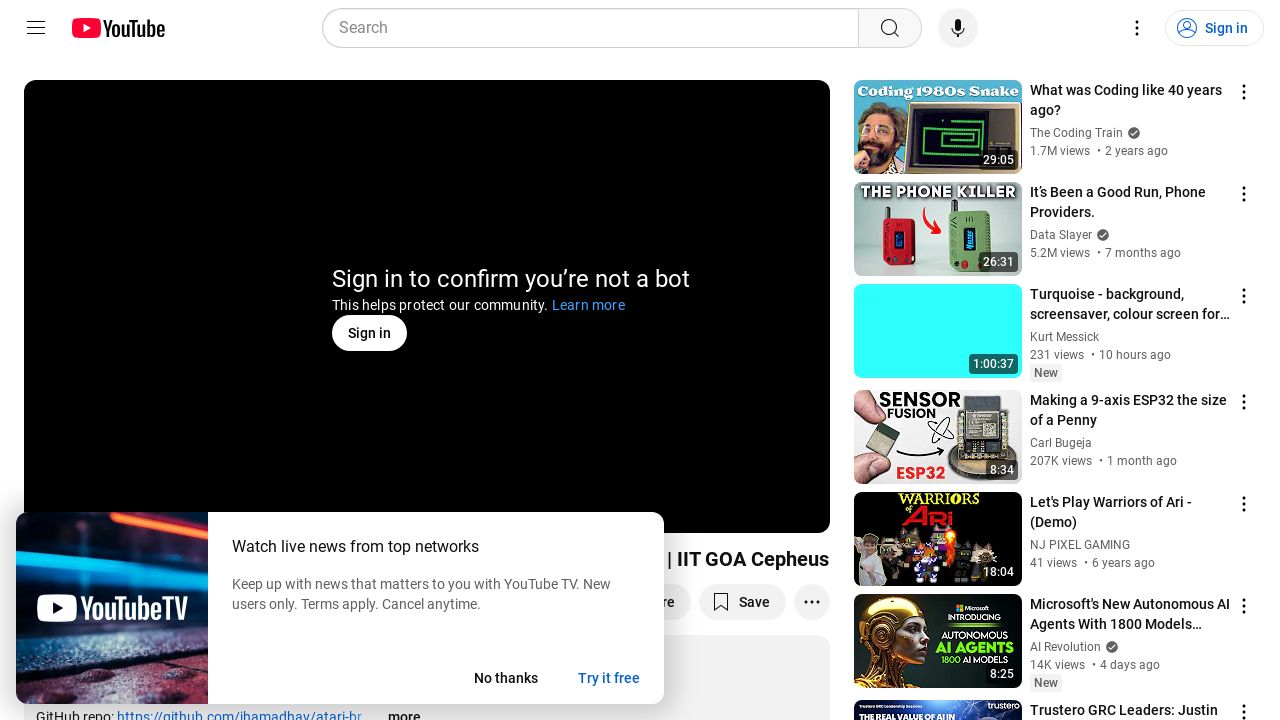 YouTube
Search
Sign in
Sign in to confirm you’re not a bot
This helps protect our community. Learn more
Sign in
| IIT GOA Cepheus
Save
Watch live news from top networks
Keep up with news that matters to you with YouTube TV. New
users only. Terms apply. Cancel anytime.
No thanks
Try it free
YouTubeTV
GitHub repo: https://github.com/jhamadhav/atari-br...
...more
Coding 1980s Snake
29:05
What was Coding like 40 years
ago?
The Coding Train
1.7M views • 2 years ago
THE PHONE KILLER
26:31
It’s Been a Good Run, Phone
Providers.
Data Slayer
5.2M views • 7 months ago
1:00:37
Turquoise - background,
screensaver, colour screen for…
Kurt Messick
231 views • 10 hours ago
New
SENSOR
FUSION
ESP32
8:34
Making a 9-axis ESP32 the size
of a Penny
Carl Bugeja
207K views • 1 month ago
WARRIORS
OF ARI
18:04
Let's Play Warriors of Ari -
(Demo)
NJ PIXEL GAMING
41 views • 6 years ago
Microsoft
INTRODUCING
AUTONOMOUS
AI AGENTS
1800 AI MODELS
8:25
Microsoft's New Autonomous AI
Agents With 1800 Models…
AI Revolution
14K views • 4 days ago
New
Trustero GRC Leadership Sessions
trustero
THE REAL VALUE OF AI IN
Trustero GRC Leaders: Justin